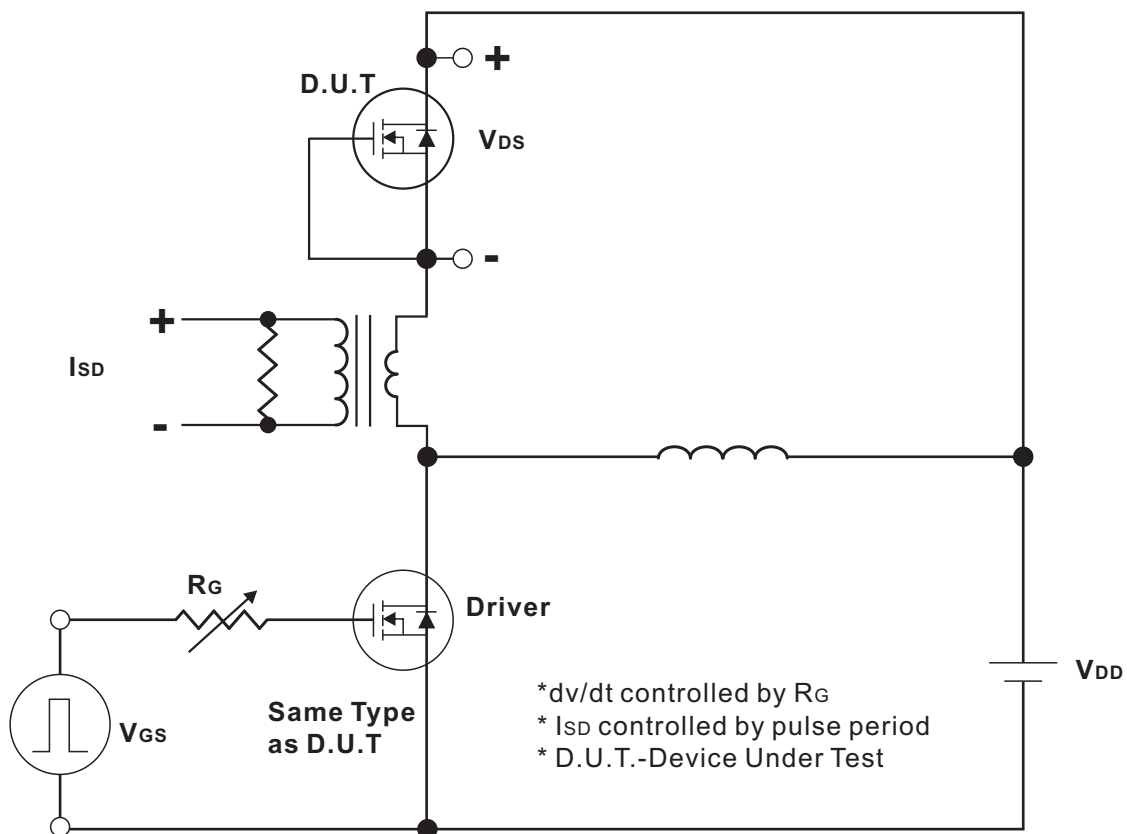 +
D.U.T
VDS
-
+
ISD
-
RG
Driver
VDD
VGS
Same Type
as D.U.T
*dv/dt controlled by RG
* ISD controlled by pulse period
* D.U.T.-Device Under Test